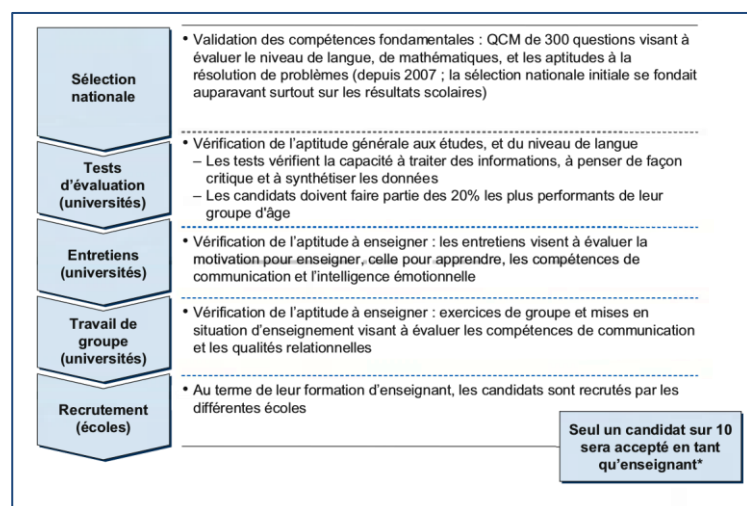 Sélection
nationale
• Validation des compétences fondamentales : QCM de 300 questions visant à
évaluer le niveau de langue, de mathématiques, et les aptitudes à la
résolution de problèmes (depuis 2007 ; la sélection nationale initiale se fondait
auparavant surtout sur les résultats scolaires)
Tests
d'évaluation
(universités)
• Vérification de l'aptitude générale aux études, et du niveau de langue
– Les tests vérifient la capacité à traiter des informations, à penser de façon
critique et à synthétiser les données
– Les candidats doivent faire partie des 20% les plus performants de leur
groupe d'âge
Entretiens
(universités)
• Vérification de l'aptitude à enseigner : les entretiens visent à évaluer la
motivation pour enseigner, celle pour apprendre, les compétences de
communication et l'intelligence émotionnelle
Travail de
groupe
(universités)
• Vérification de l'aptitude à enseigner : exercices de groupe et mises en
situation d'enseignement visant à évaluer les compétences de communication
et les qualités relationnelles
Recrutement
(écoles)
• Au terme de leur formation d'enseignant, les candidats sont recrutés par les
différentes écoles
Seul un candidat sur 10
sera accepté en tant
qu'enseignant*